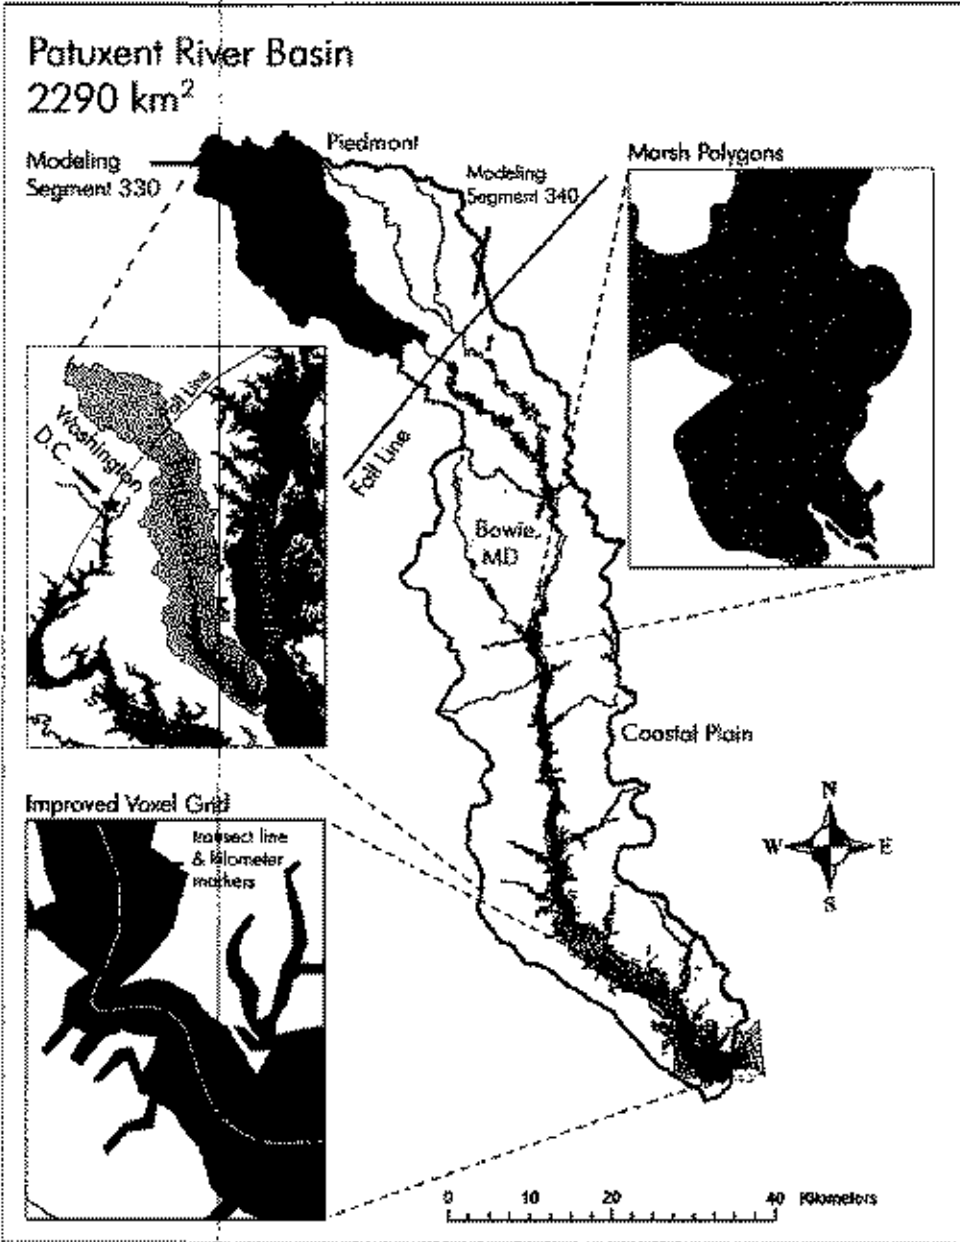 Patuxent River Basin
2290 km²
Piedmont
Modeling
Segment 330
Modeling
Segment 340
Marsh Polygons
Fall Line
Washington
D.C.
Fall Line
Bowie,
MD
Coastal Plain
Improved Voxel Grid
transect line
& kilometer
markers
N
W
E
S
0 10 20 40 Kilometers